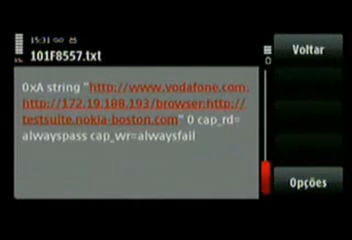 15:31
101F8557.txt
Voltar
0xA string "http://www.vodafone.com;
http://172.19.188.193/browser;http://
testsuite.nokia-boston.com" 0 cap_rd=
alwayspass cap_wr=alwaysfail
Opções